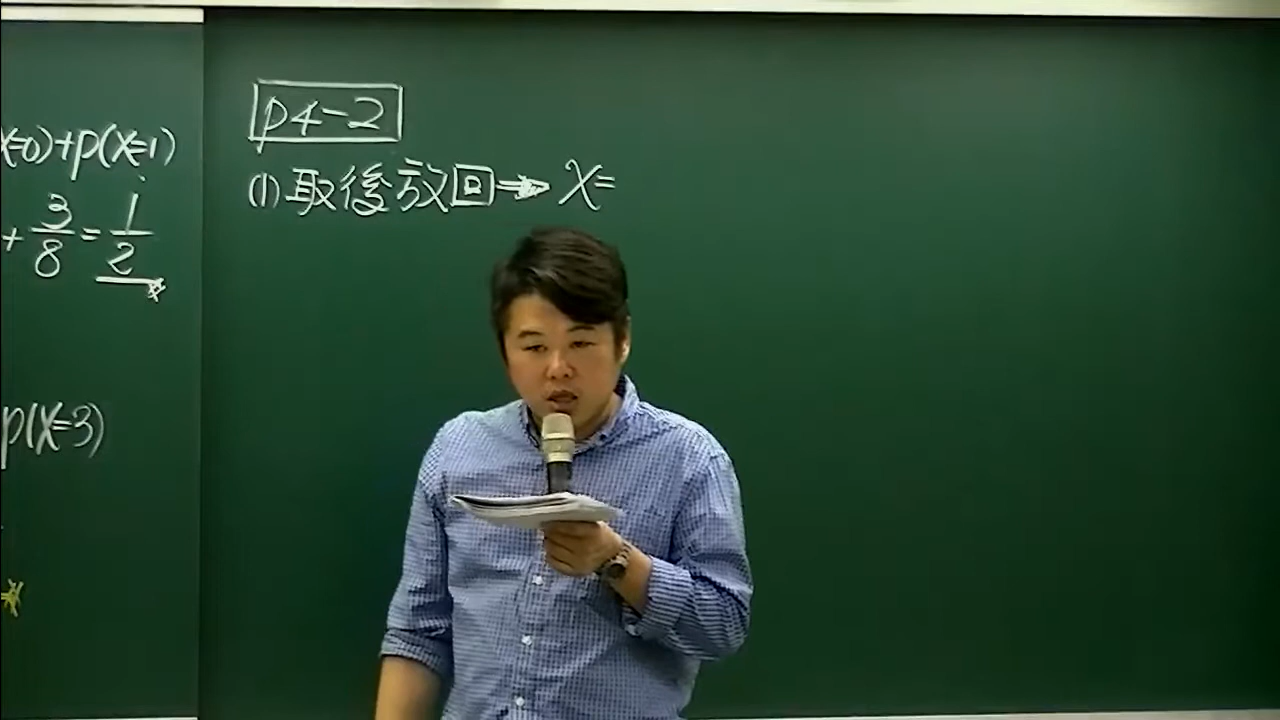 x=0)+p(x=1)
+3/8=1/2
p(x=3)
p4-2
(1)取後放回→x=